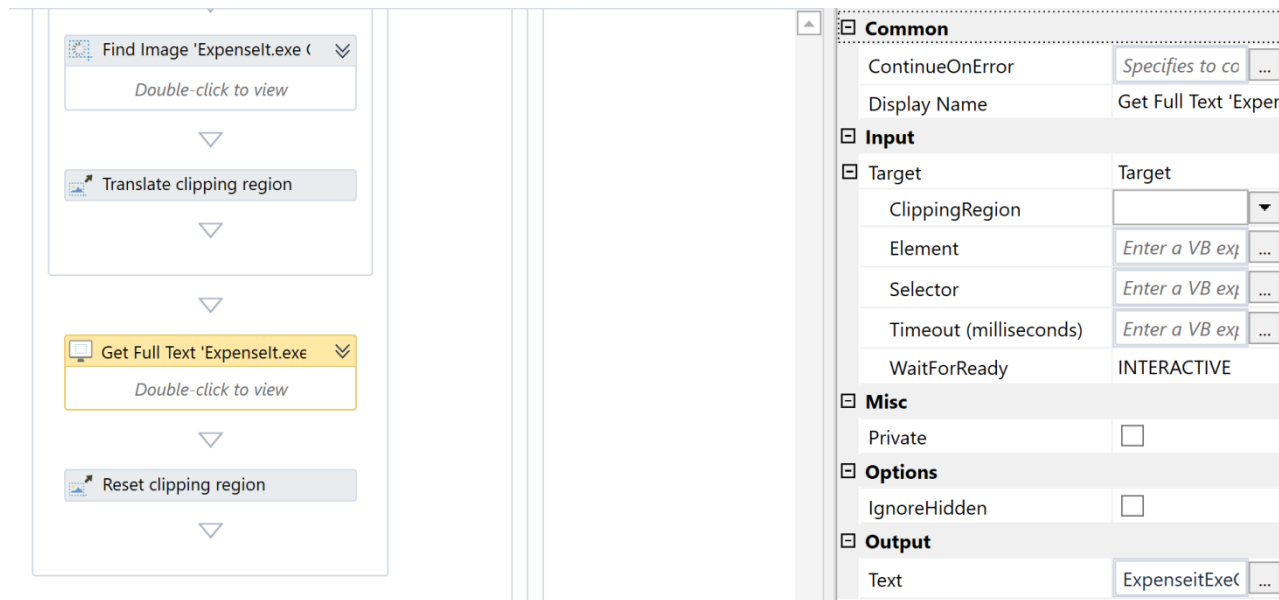 Find Image 'ExpenseIt.exe (
Double-click to view
Translate clipping region
Get Full Text 'ExpenseIt.exe
Double-click to view
Reset clipping region
Common
ContinueOnError Specifies to co ...
Display Name Get Full Text 'Exper
Input
Target Target
ClippingRegion
Element Enter a VB exp ...
Selector Enter a VB exp ...
Timeout (milliseconds) Enter a VB exp ...
WaitForReady INTERACTIVE
Misc
Private
Options
IgnoreHidden
Output
Text ExpenseitExe( ...